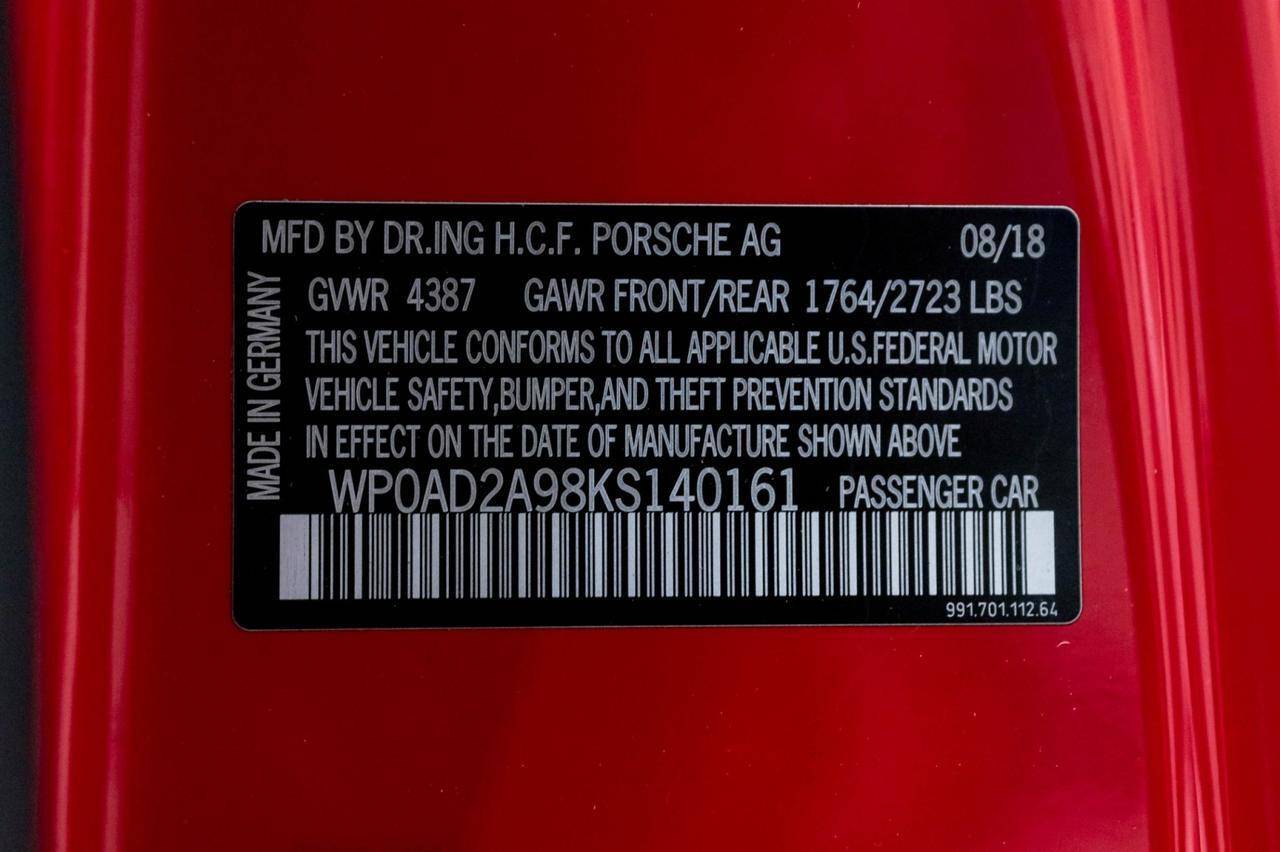 MFD BY DR.ING H.C.F. PORSCHE AG 08/18
MADE IN GERMANY
GVWR 4387 GAWR FRONT/REAR 1764/2723 LBS
THIS VEHICLE CONFORMS TO ALL APPLICABLE U.S.FEDERAL MOTOR
VEHICLE SAFETY,BUMPER,AND THEFT PREVENTION STANDARDS
IN EFFECT ON THE DATE OF MANUFACTURE SHOWN ABOVE
WP0AD2A98KS140161 PASSENGER CAR
991.701.112.64